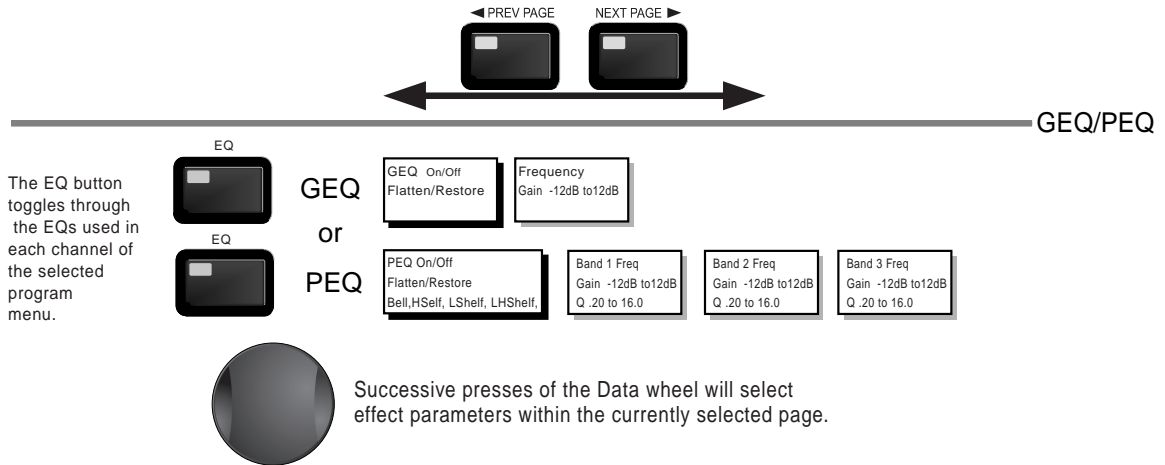 ◄ PREV PAGE NEXT PAGE ►
GEQ/PEQ
The EQ button
toggles through
the EQs used in
each channel of
the selected
program
menu.
EQ
GEQ
GEQ On/Off
Flatten/Restore
Frequency
Gain -12dB to12dB
or
EQ
PEQ
PEQ On/Off
Flatten/Restore
Bell,HSelf, LShelf, LHShelf,
Band 1 Freq
Gain -12dB to12dB
Q .20 to 16.0
Band 2 Freq
Gain -12dB to12dB
Q .20 to 16.0
Band 3 Freq
Gain -12dB to12dB
Q .20 to 16.0
Successive presses of the Data wheel will select
effect parameters within the currently selected page.